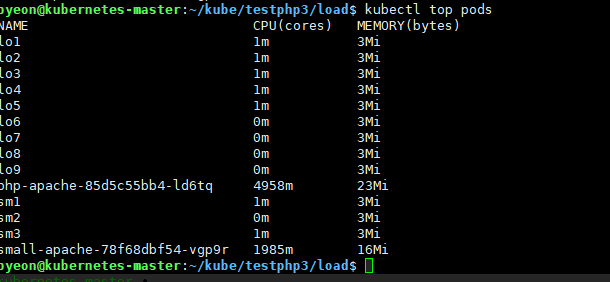 byeon@kubernetes-master:~/kube/testphp3/load$ kubectl top pods
NAME CPU(cores) MEMORY(bytes)
lo1 1m 3Mi
lo2 1m 3Mi
lo3 1m 3Mi
lo4 1m 3Mi
lo5 1m 3Mi
lo6 0m 3Mi
lo7 0m 3Mi
lo8 0m 3Mi
lo9 0m 3Mi
php-apache-85d5c55bb4-ld6tq 4958m 23Mi
sm1 1m 3Mi
sm2 0m 3Mi
sm3 1m 3Mi
small-apache-78f68dbf54-vgp9r 1985m 16Mi
byeon@kubernetes-master:~/kube/testphp3/load$